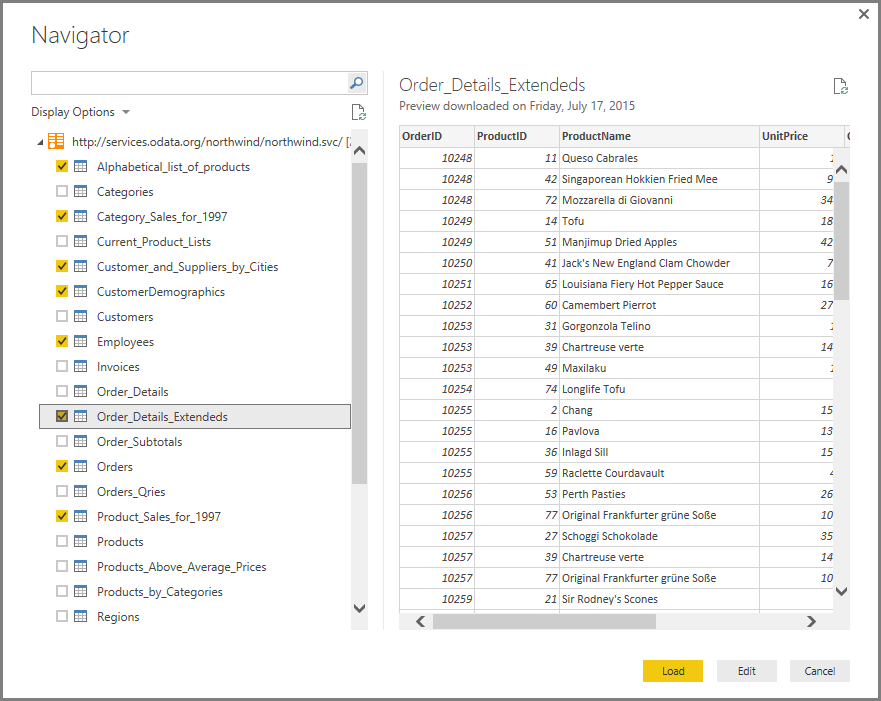 Navigator
Display Options
http://services.odata.org/northwind/northwind.svc/ [
Alphabetical_list_of_products
Categories
Category_Sales_for_1997
Current_Product_Lists
Customer_and_Suppliers_by_Cities
CustomerDemographics
Customers
Employees
Invoices
Order_Details
Order_Details_Extendeds
Order_Subtotals
Orders
Orders_Qries
Product_Sales_for_1997
Products
Products_Above_Average_Prices
Products_by_Categories
Regions
Order_Details_Extendeds
Preview downloaded on Friday, July 17, 2015
OrderID ProductID ProductName UnitPrice
10248 11 Queso Cabrales 1
10248 42 Singaporean Hokkien Fried Mee 9
10248 72 Mozzarella di Giovanni 34
10249 14 Tofu 18
10249 51 Manjimup Dried Apples 42
10250 41 Jack's New England Clam Chowder 7
10251 65 Louisiana Fiery Hot Pepper Sauce 16
10252 60 Camembert Pierrot 27
10253 31 Gorgonzola Telino 1
10253 39 Chartreuse verte 14
10253 49 Maxilaku 1
10254 74 Longlife Tofu
10255 2 Chang 15
10255 16 Pavlova 13
10255 36 Inlagd Sill 15
10255 59 Raclette Courdavault 4
10256 53 Perth Pasties 26
10256 77 Original Frankfurter grüne Soße 10
10257 27 Schoggi Schokolade 35
10257 39 Chartreuse verte 14
10257 77 Original Frankfurter grüne Soße 10
10259 21 Sir Rodney's Scones
Load Edit Cancel